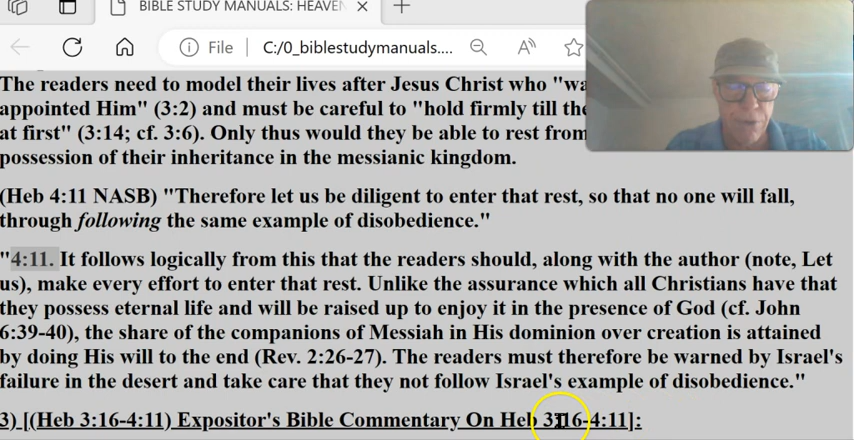 BIBLE STUDY MANUALS: HEAVEN
File C:/0_biblestudymanuals....
The readers need to model their lives after Jesus Christ who "wa
appointed Him" (3:2) and must be careful to "hold firmly till the
at first" (3:14; cf. 3:6). Only thus would they be able to rest from
possession of their inheritance in the messianic kingdom.
(Heb 4:11 NASB) "Therefore let us be diligent to enter that rest, so that no one will fall,
through following the same example of disobedience."
"4:11. It follows logically from this that the readers should, along with the author (note, Let
us), make every effort to enter that rest. Unlike the assurance which all Christians have that
they possess eternal life and will be raised up to enjoy it in the presence of God (cf. John
6:39-40), the share of the companions of Messiah in His dominion over creation is attained
by doing His will to the end (Rev. 2:26-27). The readers must therefore be warned by Israel's
failure in the desert and take care that they not follow Israel's example of disobedience."
3) [(Heb 3:16-4:11) Expositor's Bible Commentary On Heb 3:16-4:11]: